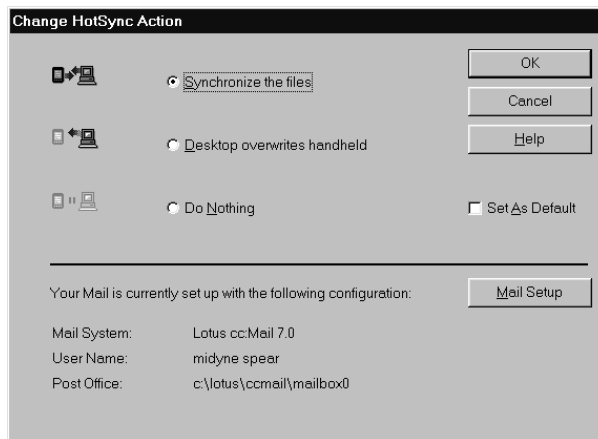 Change HotSync Action
Synchronize the files
OK
Cancel
Desktop overwrites handheld
Help
Do Nothing
Set As Default
Your Mail is currently set up with the following configuration:
Mail Setup
Mail System: Lotus cc:Mail 7.0
User Name: midyne spear
Post Office: c:\lotus\ccmail\mailbox0